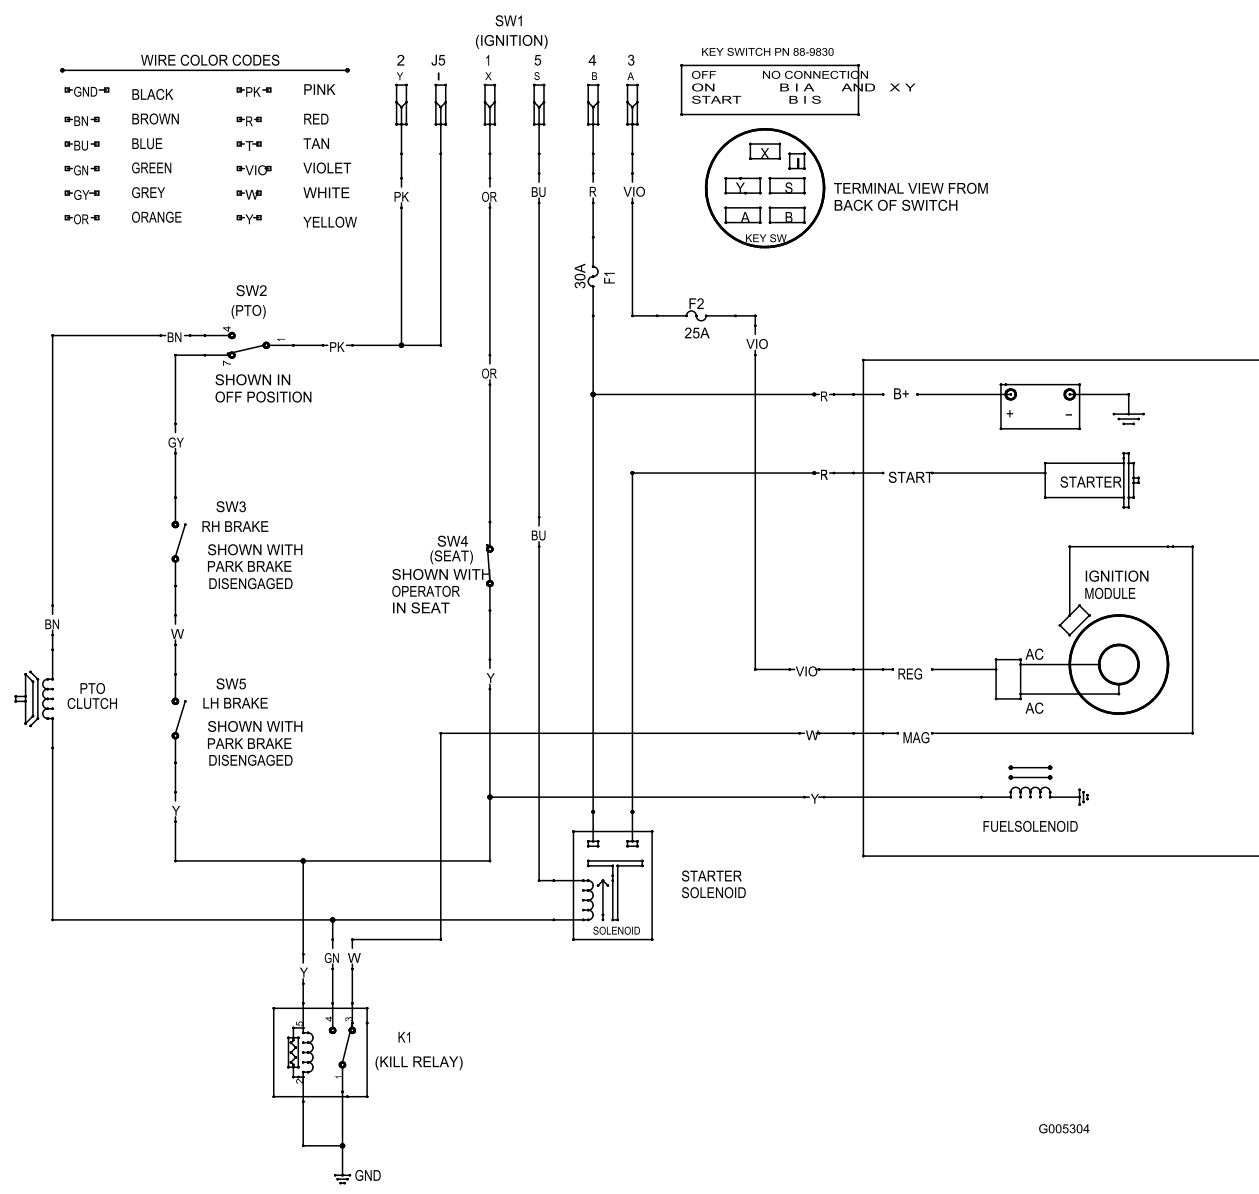 SW1
(IGNITION)
2 J5 1 5 4 3
Y I X S B A
KEY SWITCH PN 88-9830
OFF NO CONNECTION
ON B I A AND X Y
START B I S
WIRE COLOR CODES
GND BLACK PK PINK
BN BROWN R RED
BU BLUE T TAN
GN GREEN VIO VIOLET
GY GREY W WHITE
OR ORANGE Y YELLOW
X
I
Y S
A B
KEY SW
TERMINAL VIEW FROM
BACK OF SWITCH
PK OR BU R VIO
30A F1
F2
25A
VIO
SW2
(PTO)
4
1
7
BN
PK
SHOWN IN
OFF POSITION
OR
R B+
+ –
GY
R START
STARTER
SW3
RH BRAKE
SHOWN WITH
PARK BRAKE
DISENGAGED
BU
SW4
(SEAT)
SHOWN WITH
OPERATOR
IN SEAT
IGNITION
MODULE
BN
W
AC
AC
VIO REG
Y
PTO
CLUTCH
SW5
LH BRAKE
SHOWN WITH
PARK BRAKE
DISENGAGED
W MAG
Y
Y
FUELSOLENOID
STARTER
SOLENOID
SOLENOID
Y GN W
5 4 3
2 1
K1
(KILL RELAY)
GND
G005304